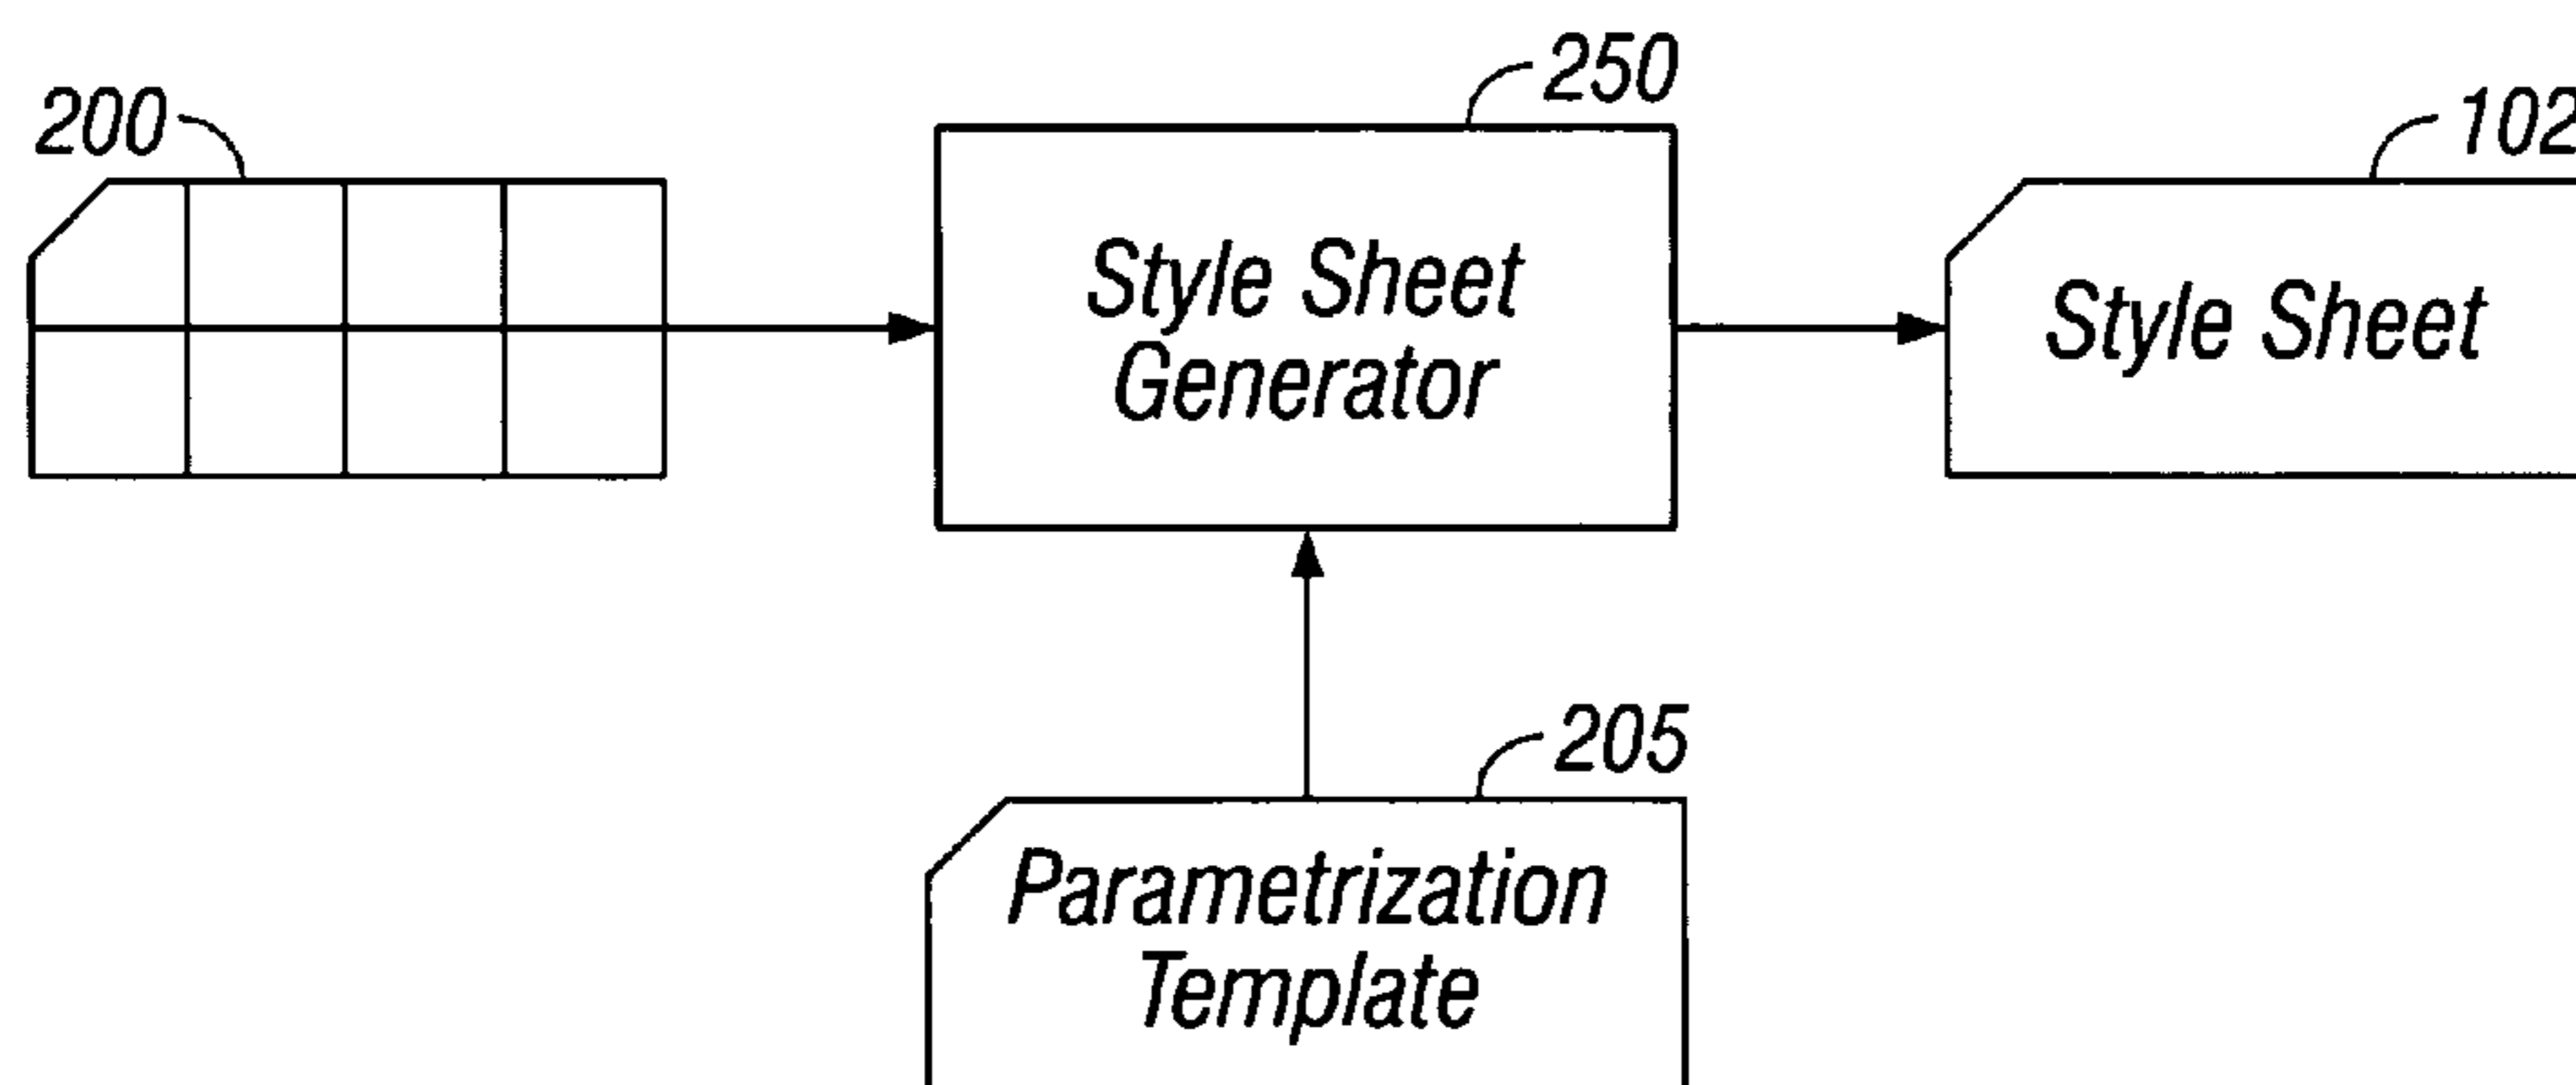 250
200
102
Style Sheet
Generator
Style Sheet
205
Parametrization
Template